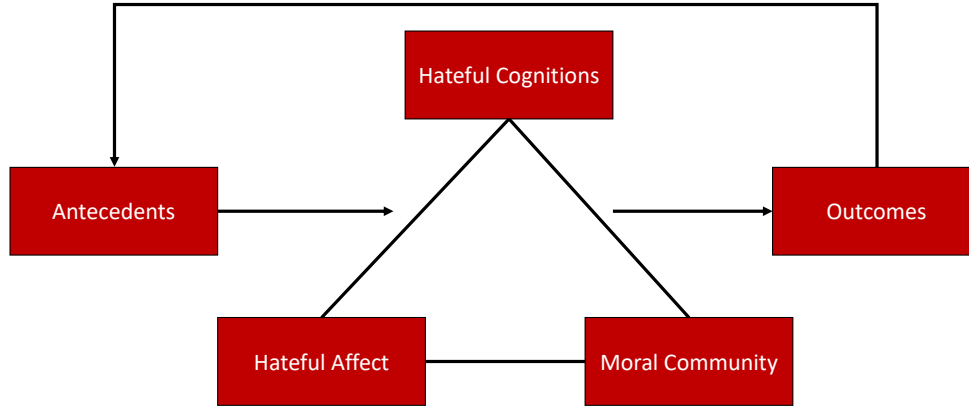 Hateful Cognitions
Antecedents
Outcomes
Hateful Affect
Moral Community